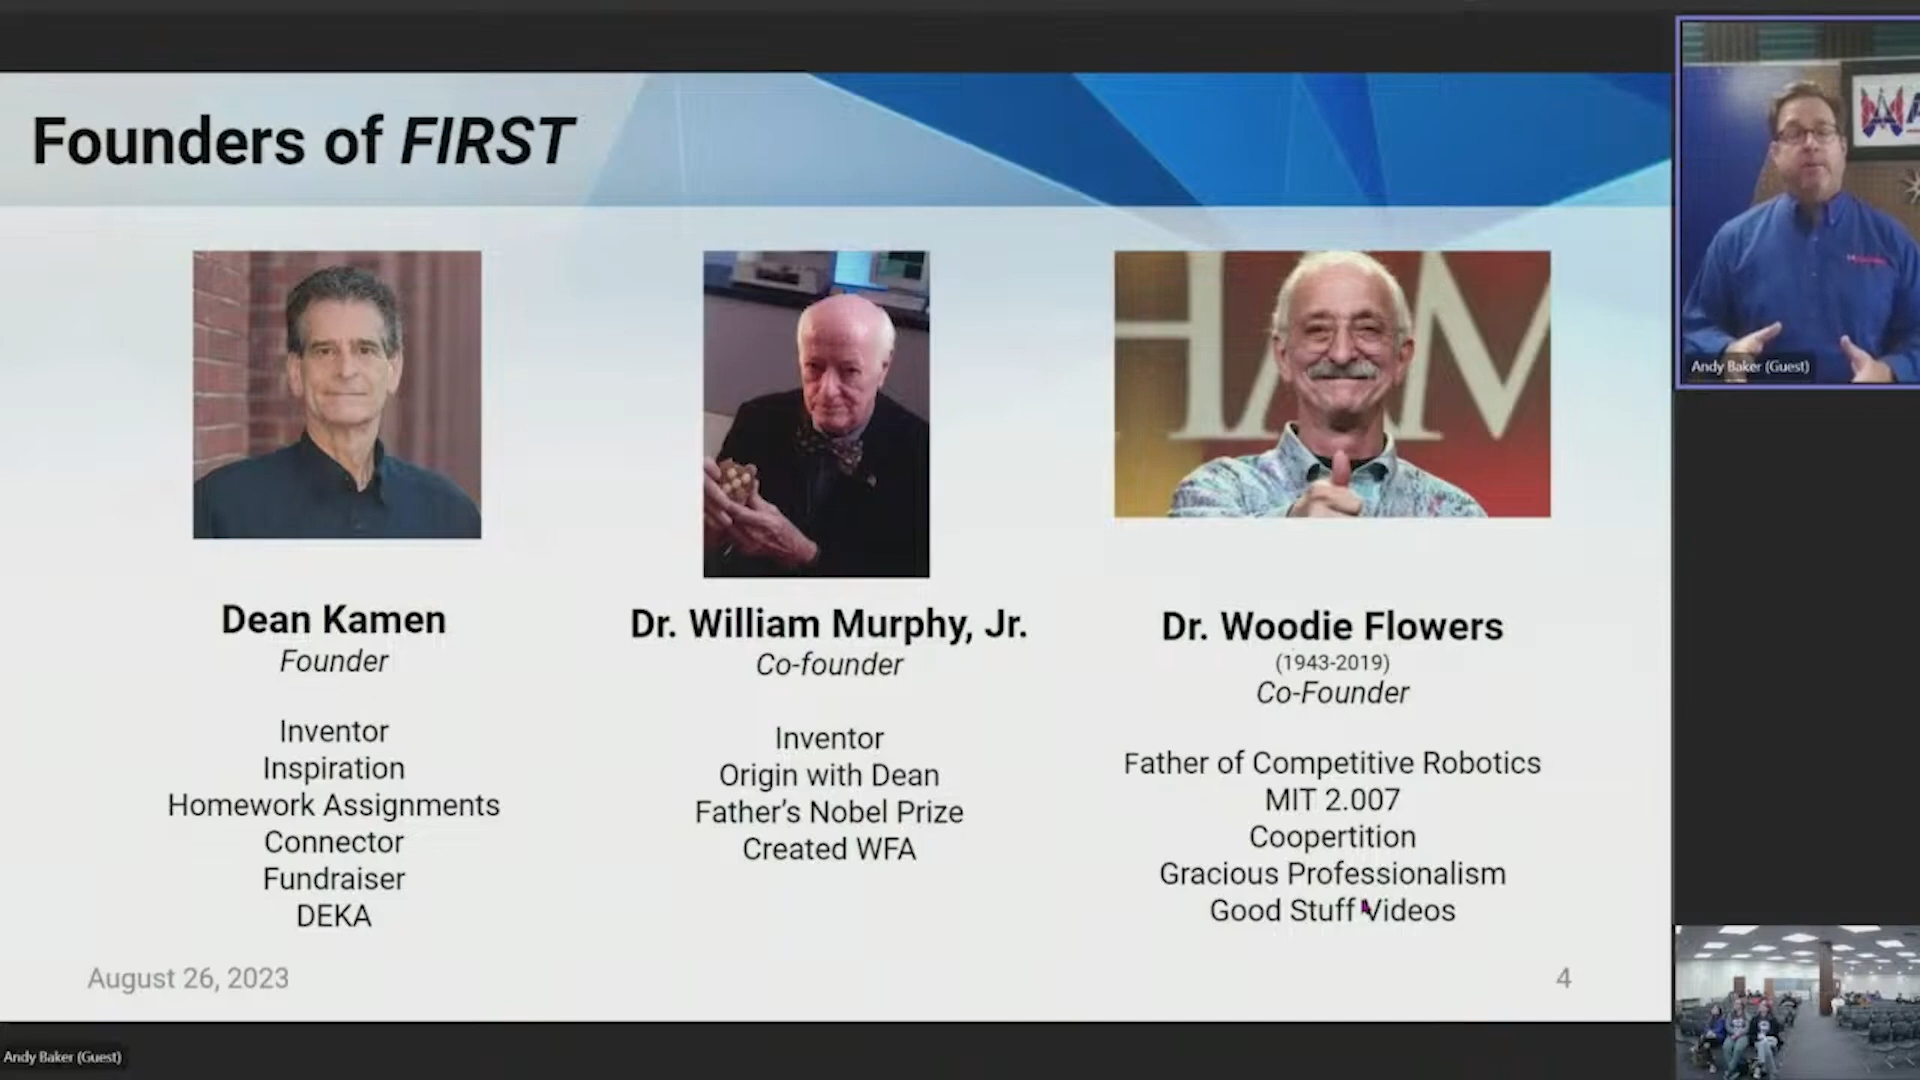 Founders of FIRST
HAM
Andy Baker (Guest)
Dean Kamen
Founder
Inventor
Inspiration
Homework Assignments
Connector
Fundraiser
DEKA
Dr. William Murphy, Jr.
Co-founder
Inventor
Origin with Dean
Father's Nobel Prize
Created WFA
Dr. Woodie Flowers
(1943-2019)
Co-Founder
Father of Competitive Robotics
MIT 2.007
Coopertition
Gracious Professionalism
Good Stuff Videos
August 26, 2023
4
Andy Baker (Guest)